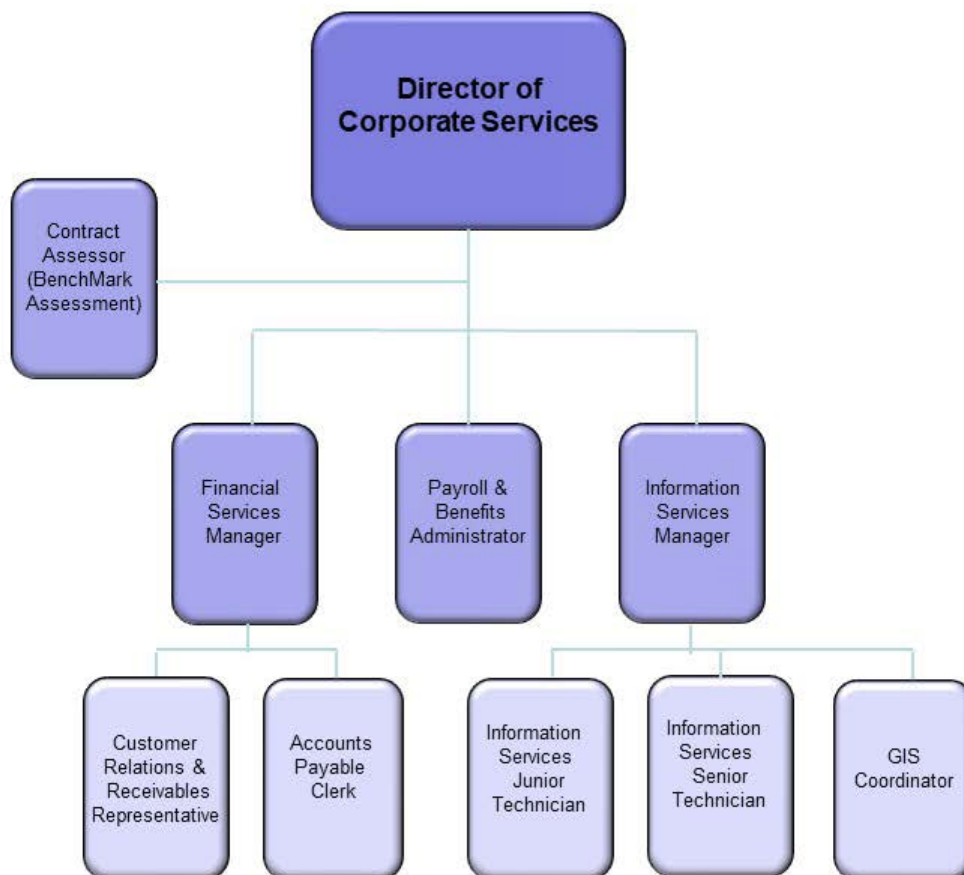 Director of
Corporate Services
Contract
Assessor
(BenchMark
Assessment)
Financial
Services
Manager
Payroll &
Benefits
Administrator
Information
Services
Manager
Customer
Relations &
Receivables
Representative
Accounts
Payable
Clerk
Information
Services
Junior
Technician
Information
Services
Senior
Technician
GIS
Coordinator